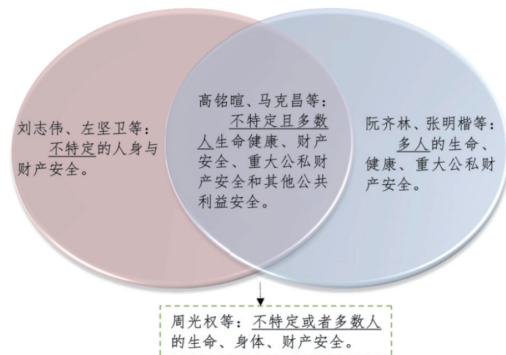 刘志伟、左坚卫等：
不特定的人身与
财产安全。
高铭暄、马克昌等：
不特定且多数
人生命健康、财产
安全、重大公私财
产安全和其他公共
利益安全。
阮齐林、张明楷等：
多人的生命、
健康、重大公私财
产安全。
周光权等：不特定或者多数人
的生命、身体、财产安全。